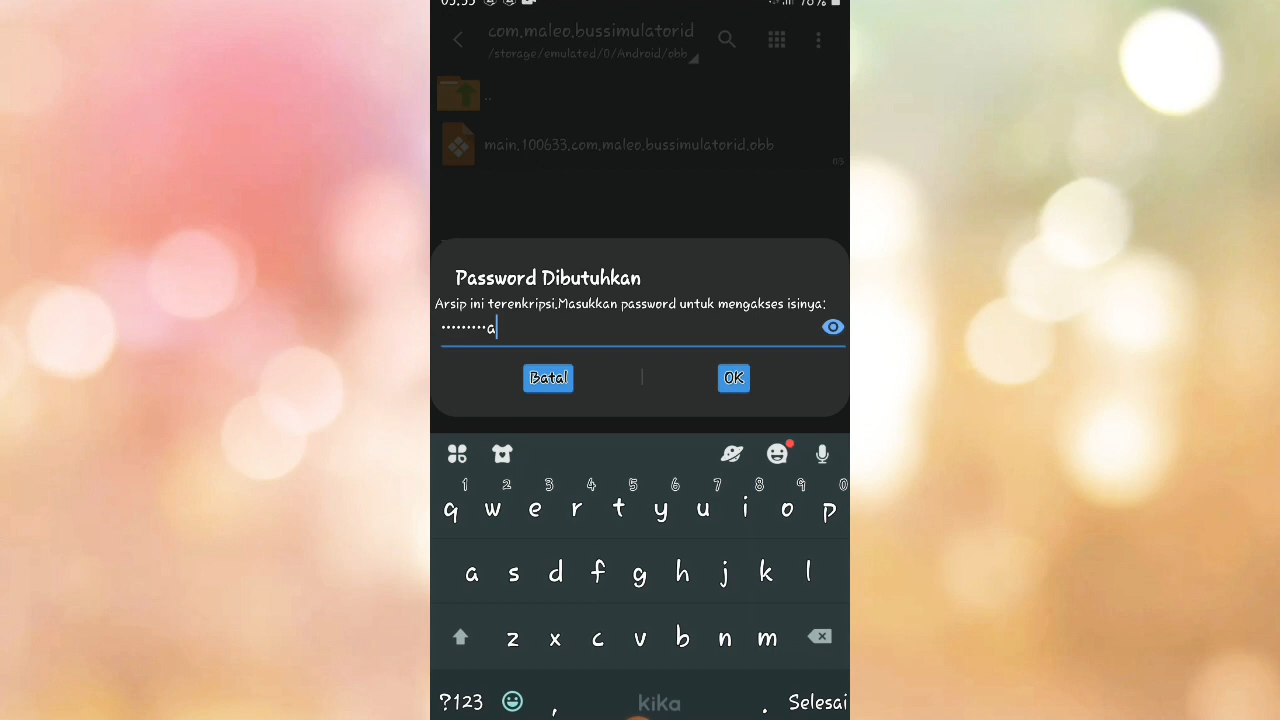 com.maleo.bussimulatorid
/storage/emulated/0/Android/obb
..
main.100633.com.maleo.bussimulatorid.obb
Password Dibutuhkan
Arsip ini terenkripsi.Masukkan password untuk mengakses isinya:
•••••••••a
Batal | OK
1 2 3 4 5 6 7 8 9 0
q w e r t y u i o p
a s d f g h j k l
z x c v b n m
?123 , kika . Selesai